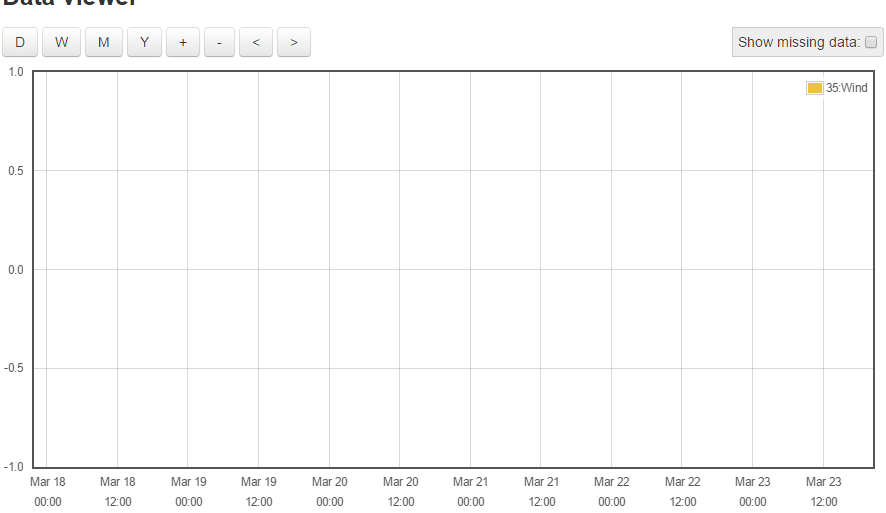 Data Viewer
D W M Y + - < >
Show missing data:
1.0
35:Wind
0.5
0.0
-0.5
-1.0
Mar 18 Mar 18 Mar 19 Mar 19 Mar 20 Mar 20 Mar 21 Mar 21 Mar 22 Mar 22 Mar 23 Mar 23
00:00 12:00 00:00 12:00 00:00 12:00 00:00 12:00 00:00 12:00 00:00 12:00